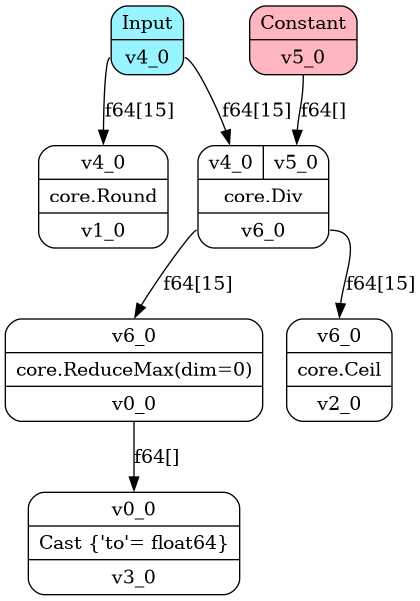 Input
v4_0
Constant
v5_0
f64[15]
f64[15]
f64[]
v4_0
core.Round
v1_0
v4_0 v5_0
core.Div
v6_0
f64[15]
f64[15]
v6_0
core.ReduceMax(dim=0)
v0_0
v6_0
core.Ceil
v2_0
f64[]
v0_0
Cast {'to'= float64}
v3_0